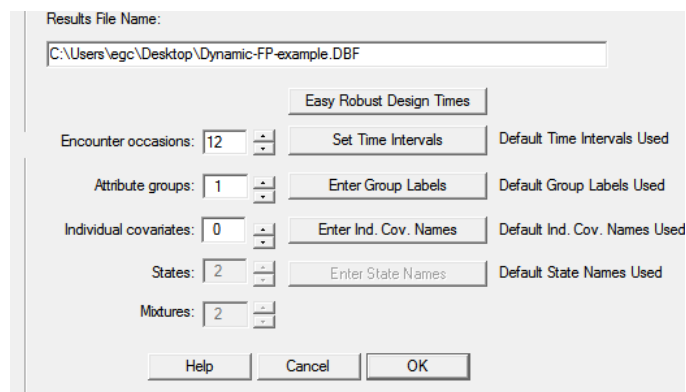 Results File Name:
C:\Users\egc\Desktop\Dynamic-FP-example.DBF
Easy Robust Design Times
Encounter occasions: 12 Set Time Intervals Default Time Intervals Used
Attribute groups: 1 Enter Group Labels Default Group Labels Used
Individual covariates: 0 Enter Ind. Cov. Names Default Ind. Cov. Names Used
States: 2 Enter State Names Default State Names Used
Mixtures: 2
Help Cancel OK